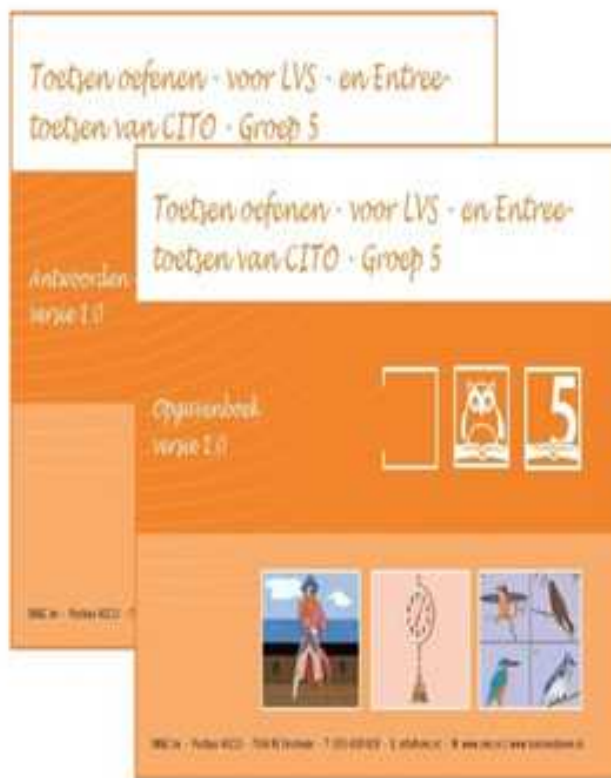 Toetsen oefenen - voor LVS - en Entree-
toetsen van CITO - Groep 5
Antwoorden
versie 1.0
Toetsen oefenen - voor LVS - en Entree-
toetsen van CITO - Groep 5
Opgavenboek
versie 1.0
5